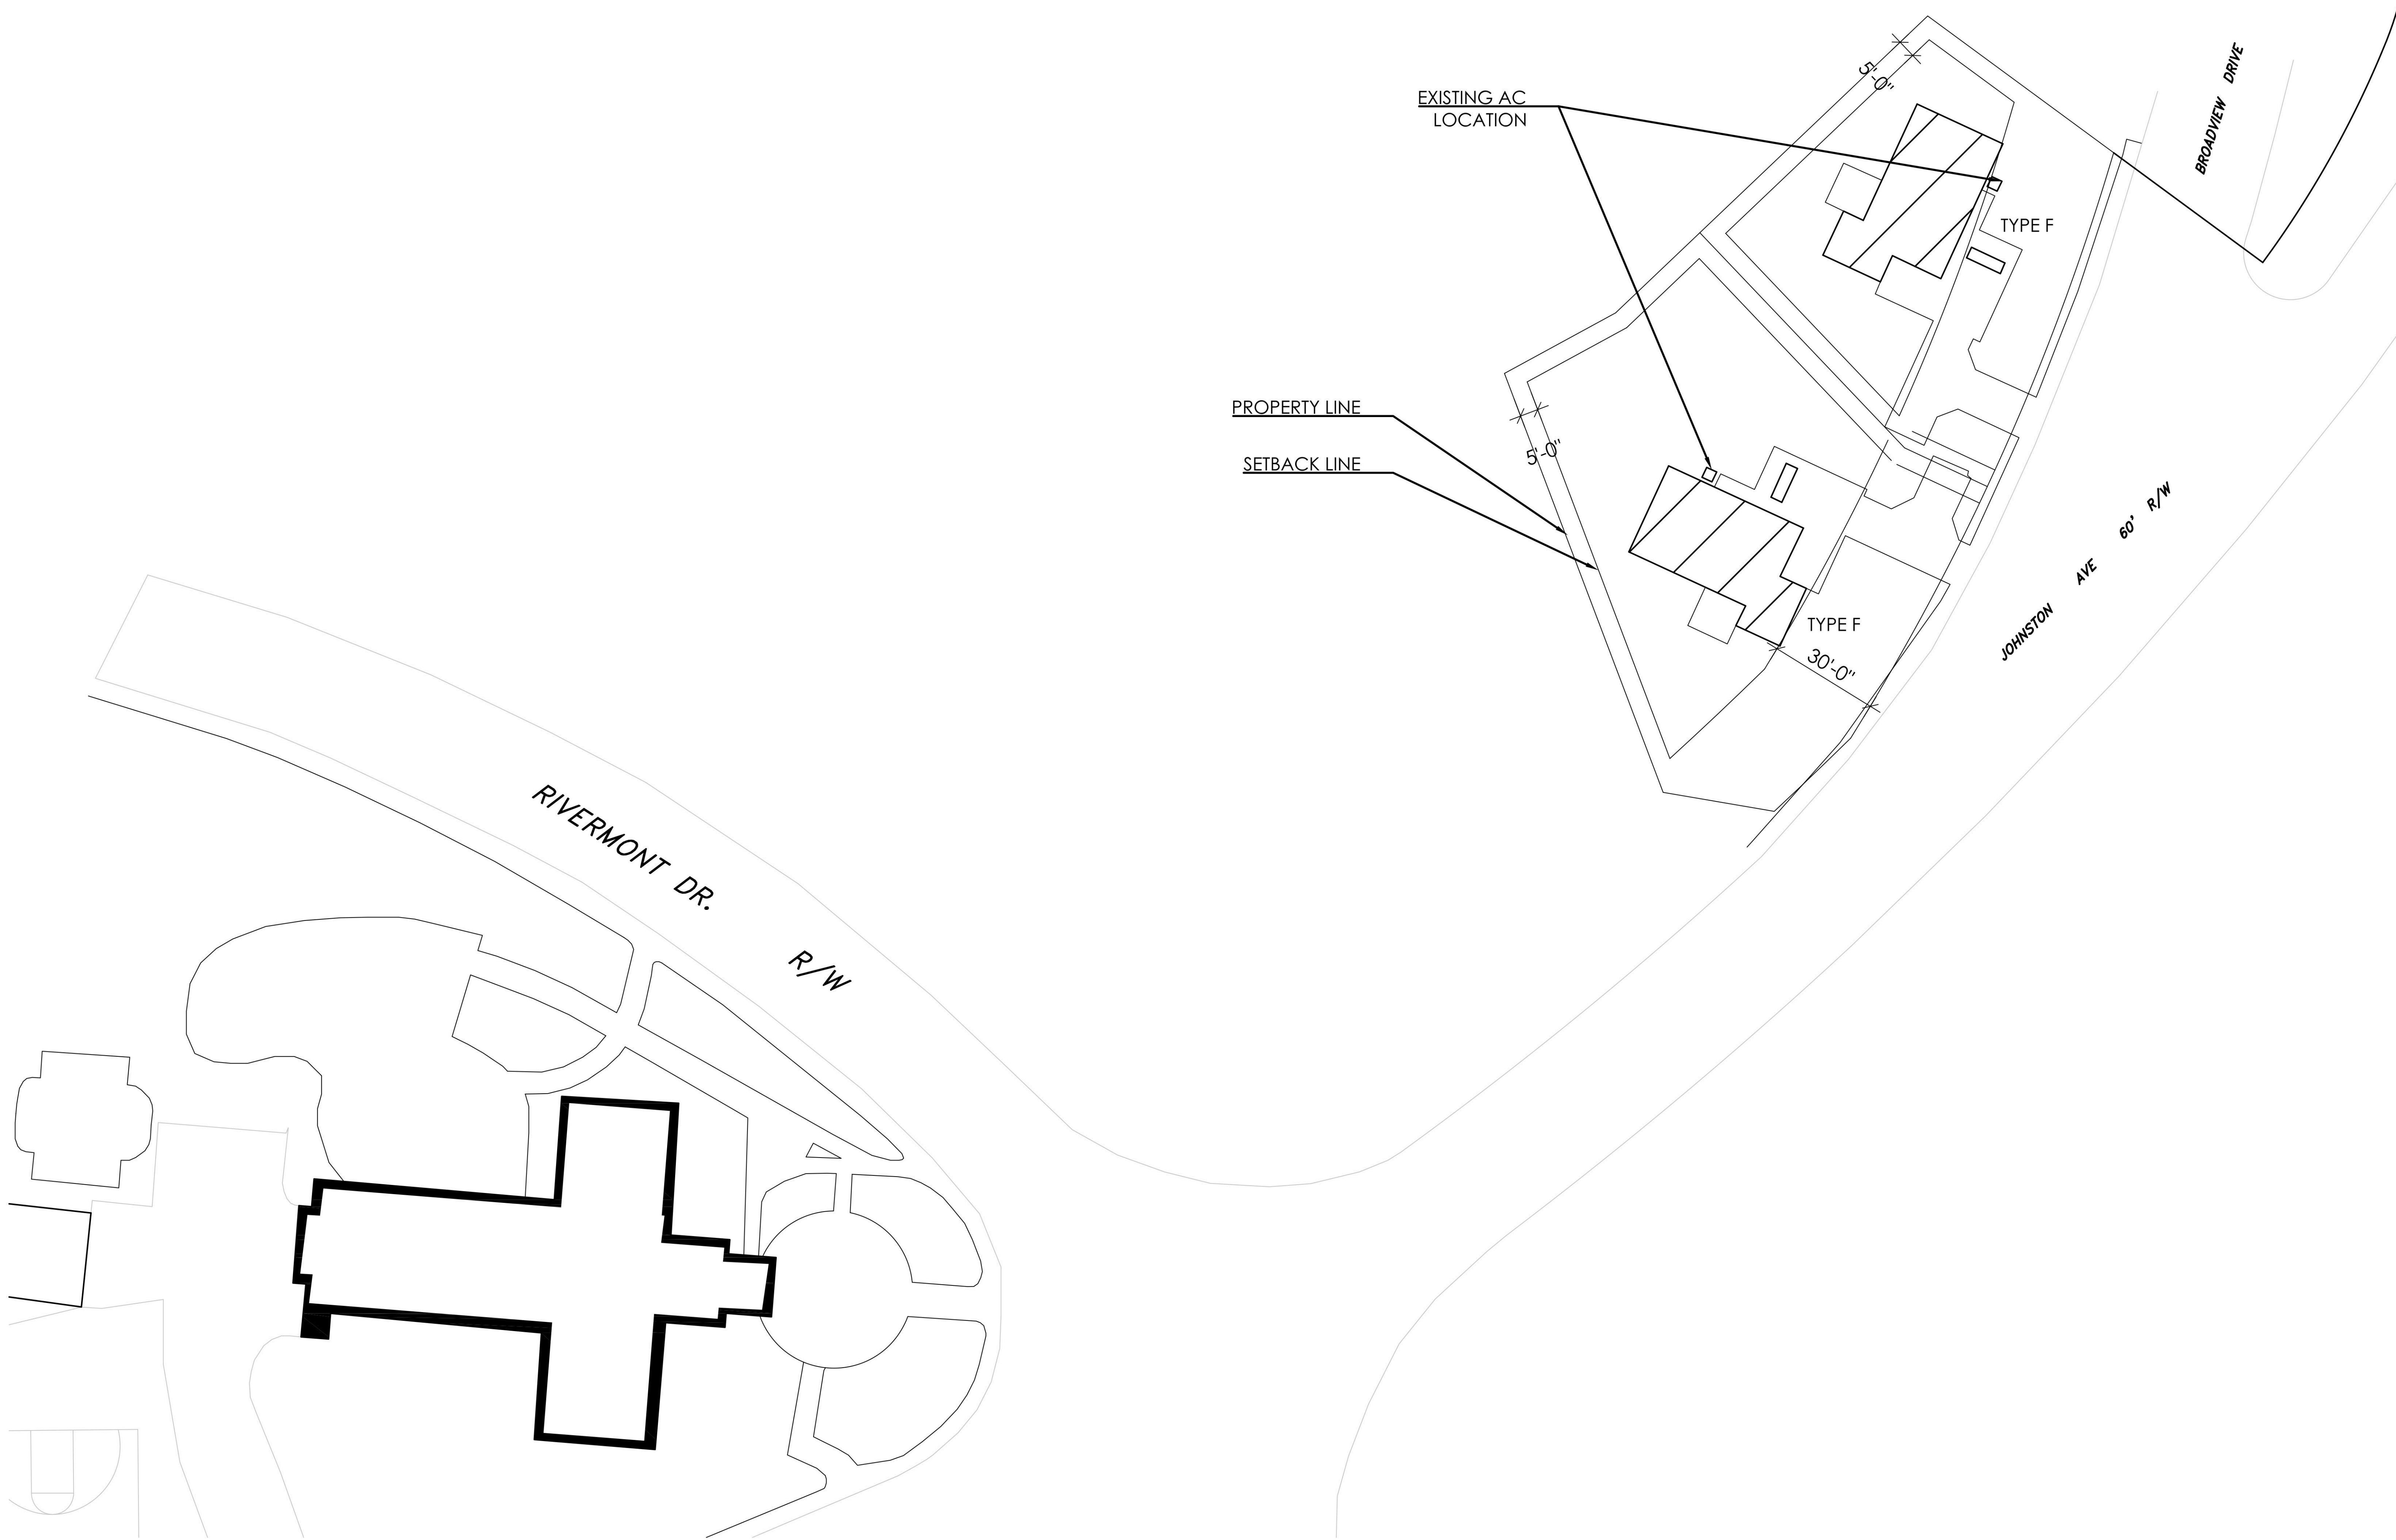 5'-0"
EXISTING AC
LOCATION
BROADVIEW DRIVE
TYPE F
PROPERTY LINE
5'-0"
SETBACK LINE
JOHNSTON AVE 60' R/W
TYPE F
30'-0"
RIVERMONT DR.
R/W